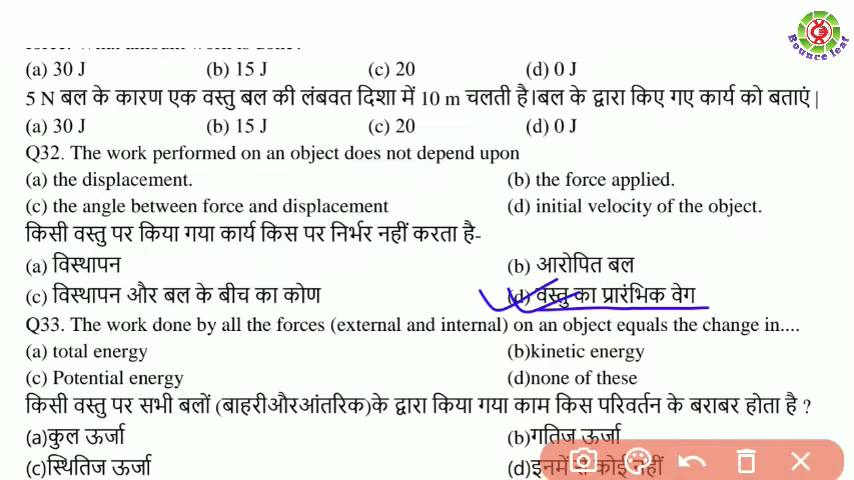 (a) 30 J (b) 15 J (c) 20 (d) 0 J
5 N बल के कारण एक वस्तु बल की लंबवत दिशा में 10 m चलती है।बल के द्वारा किए गए कार्य को बताएं |
(a) 30 J (b) 15 J (c) 20 (d) 0 J
Q32. The work performed on an object does not depend upon
(a) the displacement. (b) the force applied.
(c) the angle between force and displacement (d) initial velocity of the object.
किसी वस्तु पर किया गया कार्य किस पर निर्भर नहीं करता है-
(a) विस्थापन (b) आरोपित बल
(c) विस्थापन और बल के बीच का कोण (d) वस्तु का प्रारंभिक वेग
Q33. The work done by all the forces (external and internal) on an object equals the change in....
(a) total energy (b)kinetic energy
(c) Potential energy (d)none of these
किसी वस्तु पर सभी बलों (बाहरीऔरआंतरिक)के द्वारा किया गया काम किस परिवर्तन के बराबर होता है ?
(a)कुल ऊर्जा (b)गतिज ऊर्जा
(c)स्थितिज ऊर्जा (d)इनमें से कोई नहीं
Bounce leaf